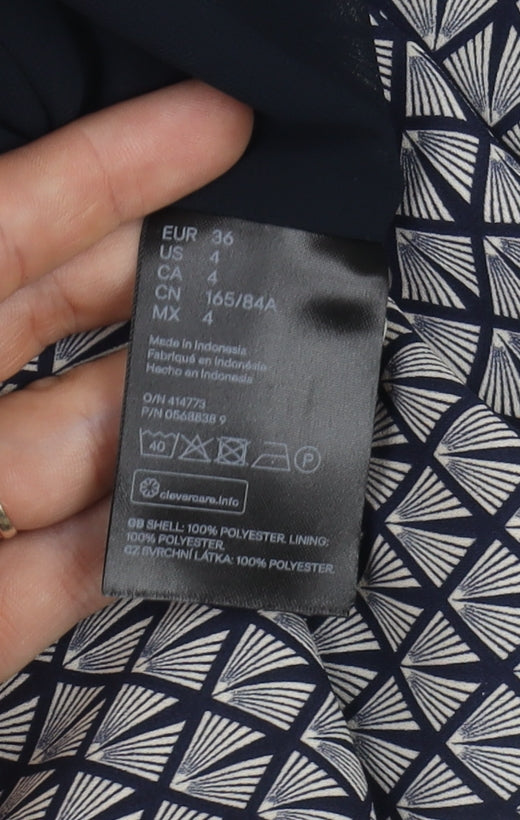 EUR 36
US 4
CA 4
CN 165/84A
MX 4
Made in Indonesia
Fabriqué en Indonésie
Hecho en Indonesia
O/N 414773
P/N 0568838 9
40 P
clevercare.info
GB SHELL: 100% POLYESTER. LINING:
100% POLYESTER.
CZ SVRCHNÍ LÁTKA: 100% POLYESTER.